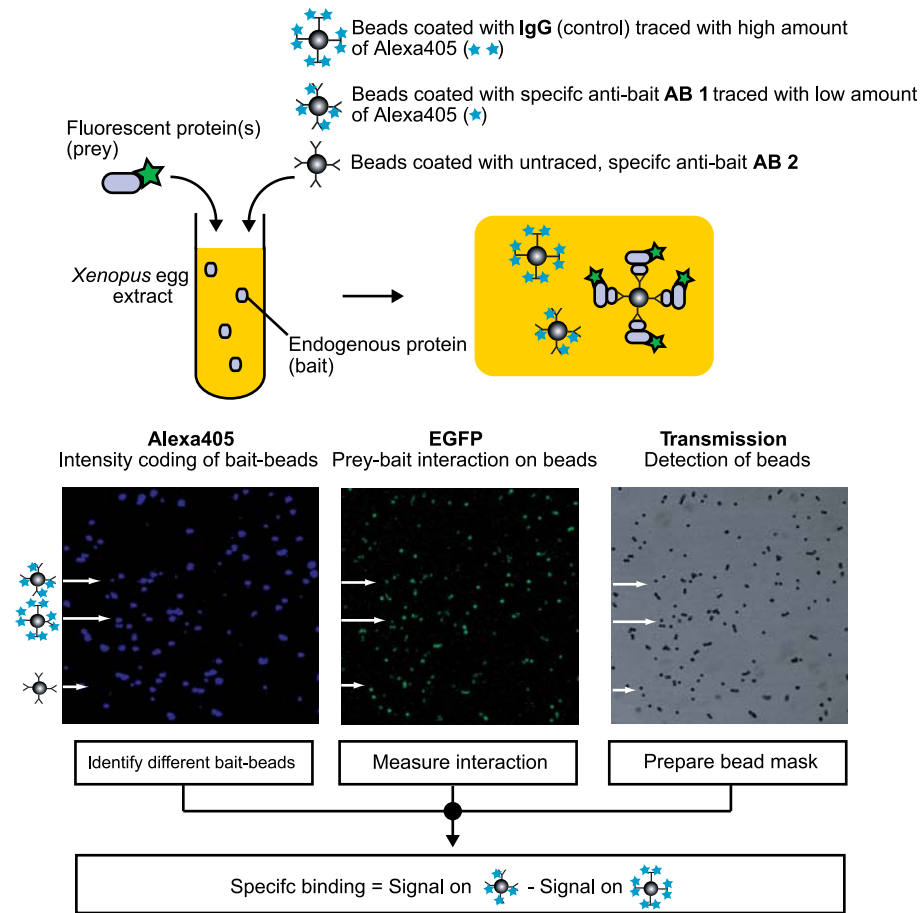 Beads coated with IgG (control) traced with high amount
of Alexa405 (★ ★)
Beads coated with specifc anti-bait AB 1 traced with low amount
of Alexa405 (★)
Beads coated with untraced, specifc anti-bait AB 2
Fluorescent protein(s)
(prey)
Xenopus egg
extract
Endogenous protein
(bait)
Alexa405
Intensity coding of bait-beads
EGFP
Prey-bait interaction on beads
Transmission
Detection of beads
Identify different bait-beads
Measure interaction
Prepare bead mask
Specifc binding = Signal on - Signal on